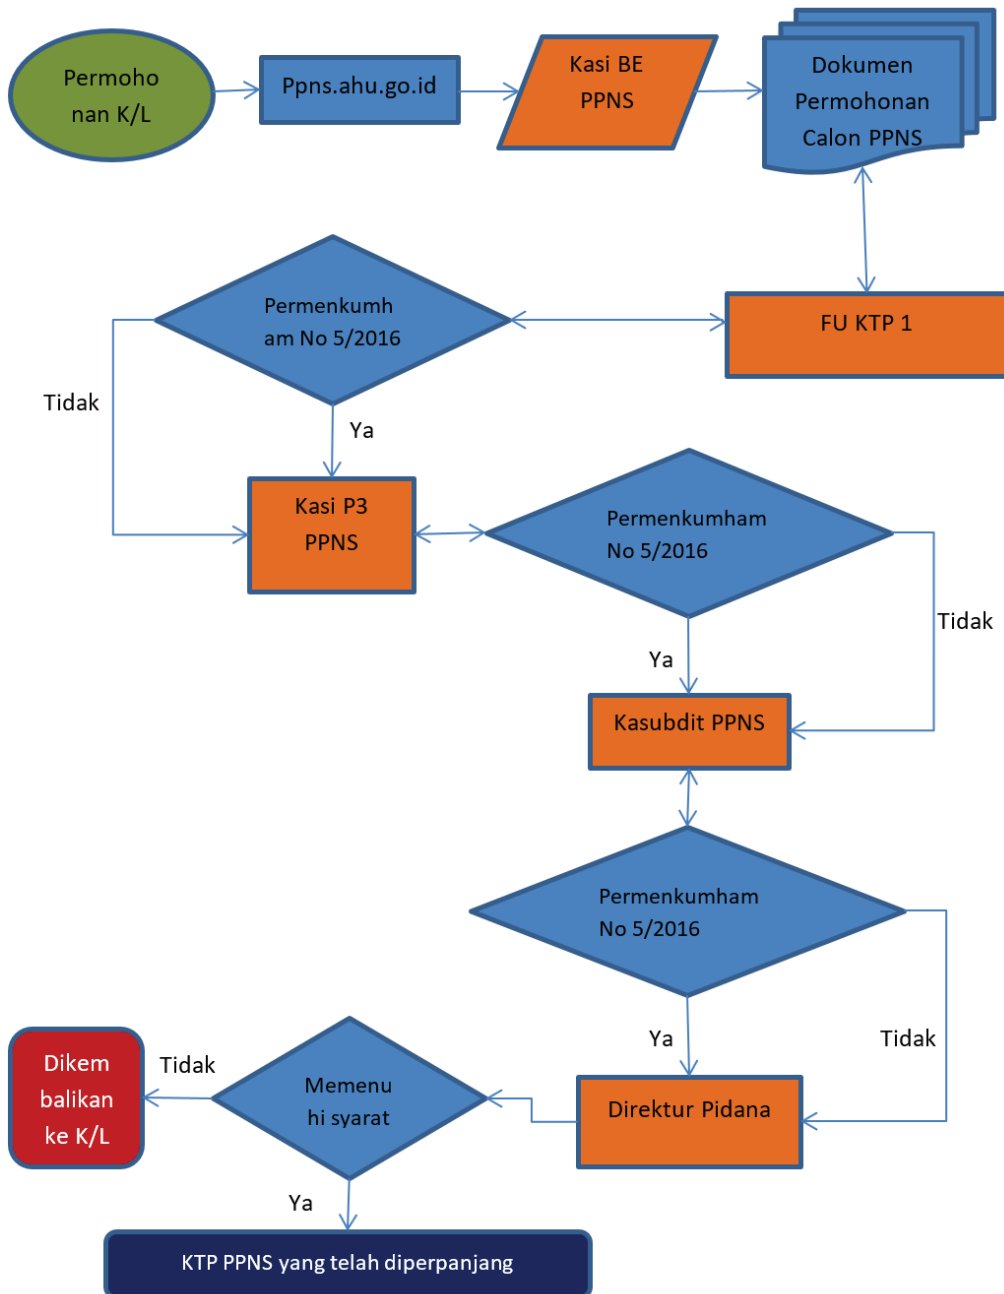 Permoho
nan K/L
Ppns.ahu.go.id
Kasi BE
PPNS
Dokumen
Permohonan
Calon PPNS
Permenkumh
am No 5/2016
FU KTP 1
Tidak
Ya
Kasi P3
PPNS
Permenkumham
No 5/2016
Tidak
Ya
Kasubdit PPNS
Permenkumham
No 5/2016
Ya
Tidak
Dikem
balikan
ke K/L
Tidak
Memenu
hi syarat
Direktur Pidana
Ya
KTP PPNS yang telah diperpanjang